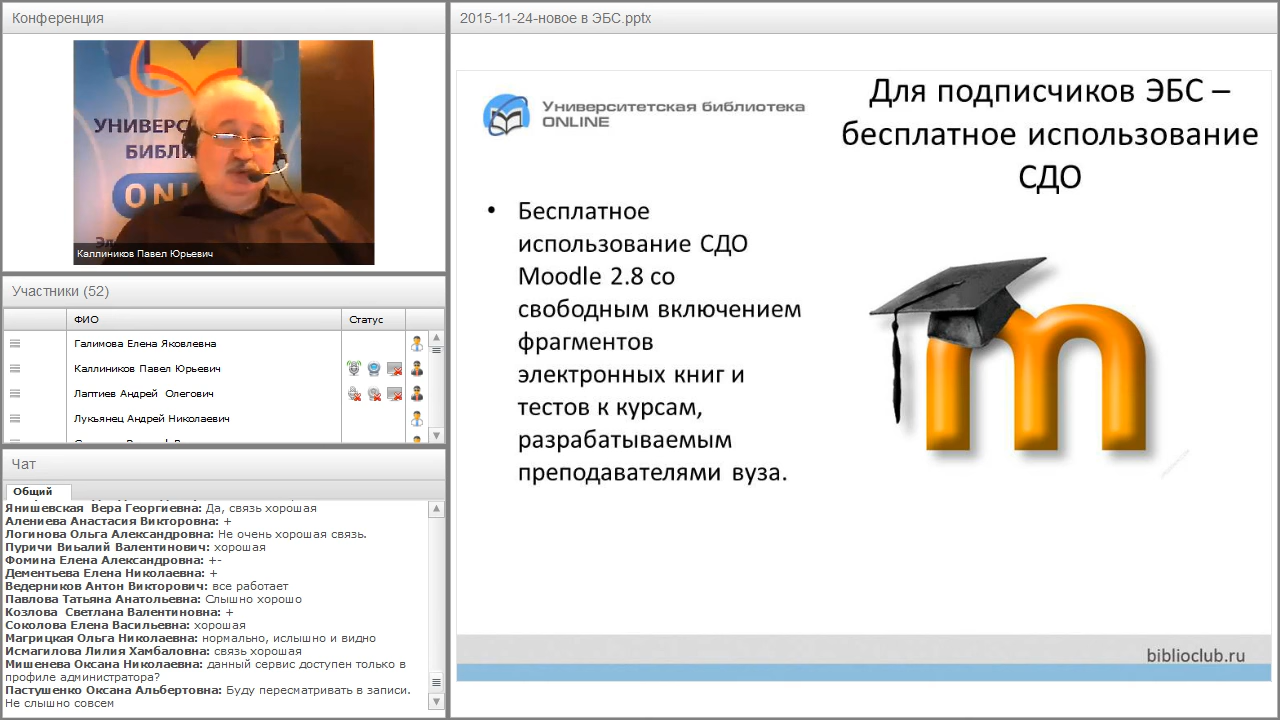 Конференция
УНИВЕРС
БИБЛИ
ONL
Каллиников Павел Юрьевич
Участники (52)
ФИО Статус
Галимова Елена Яковлевна
Каллиников Павел Юрьевич
Лаптиев Андрей Олегович
Лукьянец Андрей Николаевич
Чат
Общий
Янишевская Вера Георгиевна: Да, связь хорошая
Алениева Анастасия Викторовна: +
Логинова Ольга Александровна: Не очень хорошая связь.
Пуричи Виьалий Валентинович: хорошая
Фомина Елена Александровна: +-
Дементьева Елена Николаевна: +
Ведерников Антон Викторович: все работает
Павлова Татьяна Анатольевна: Слышно хорошо
Козлова Светлана Валентиновна: +
Соколова Елена Васильевна: хорошая
Магрицкая Ольга Николаевна: нормально, ислышно и видно
Исмагилова Лилия Хамбаловна: связь хорошая
Мишенева Оксана Николаевна: данный сервис доступен только в
профиле администратора?
Пастушенко Оксана Альбертовна: Буду пересматривать в записи.
Не слышно совсем
2015-11-24-новое в ЭБС.pptx
Университетская библиотека
ONLINE
Для подписчиков ЭБС –
бесплатное использование
СДО
• Бесплатное
использование СДО
Moodle 2.8 со
свободным включением
фрагментов
электронных книг и
тестов к курсам,
разрабатываемым
преподавателями вуза.
m
biblioclub.ru